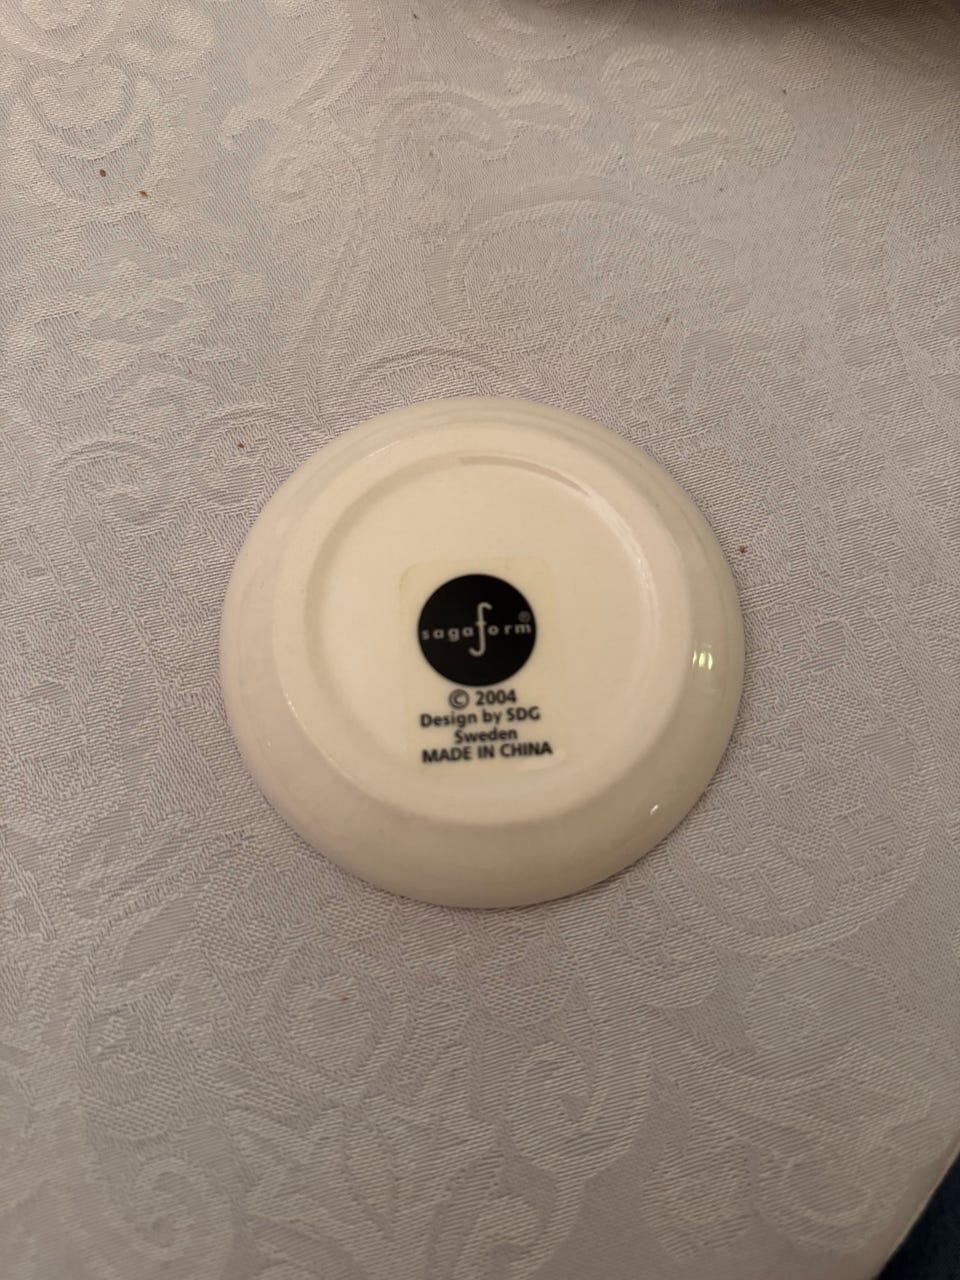 sagaform®
© 2004
Design by SDG
Sweden
MADE IN CHINA